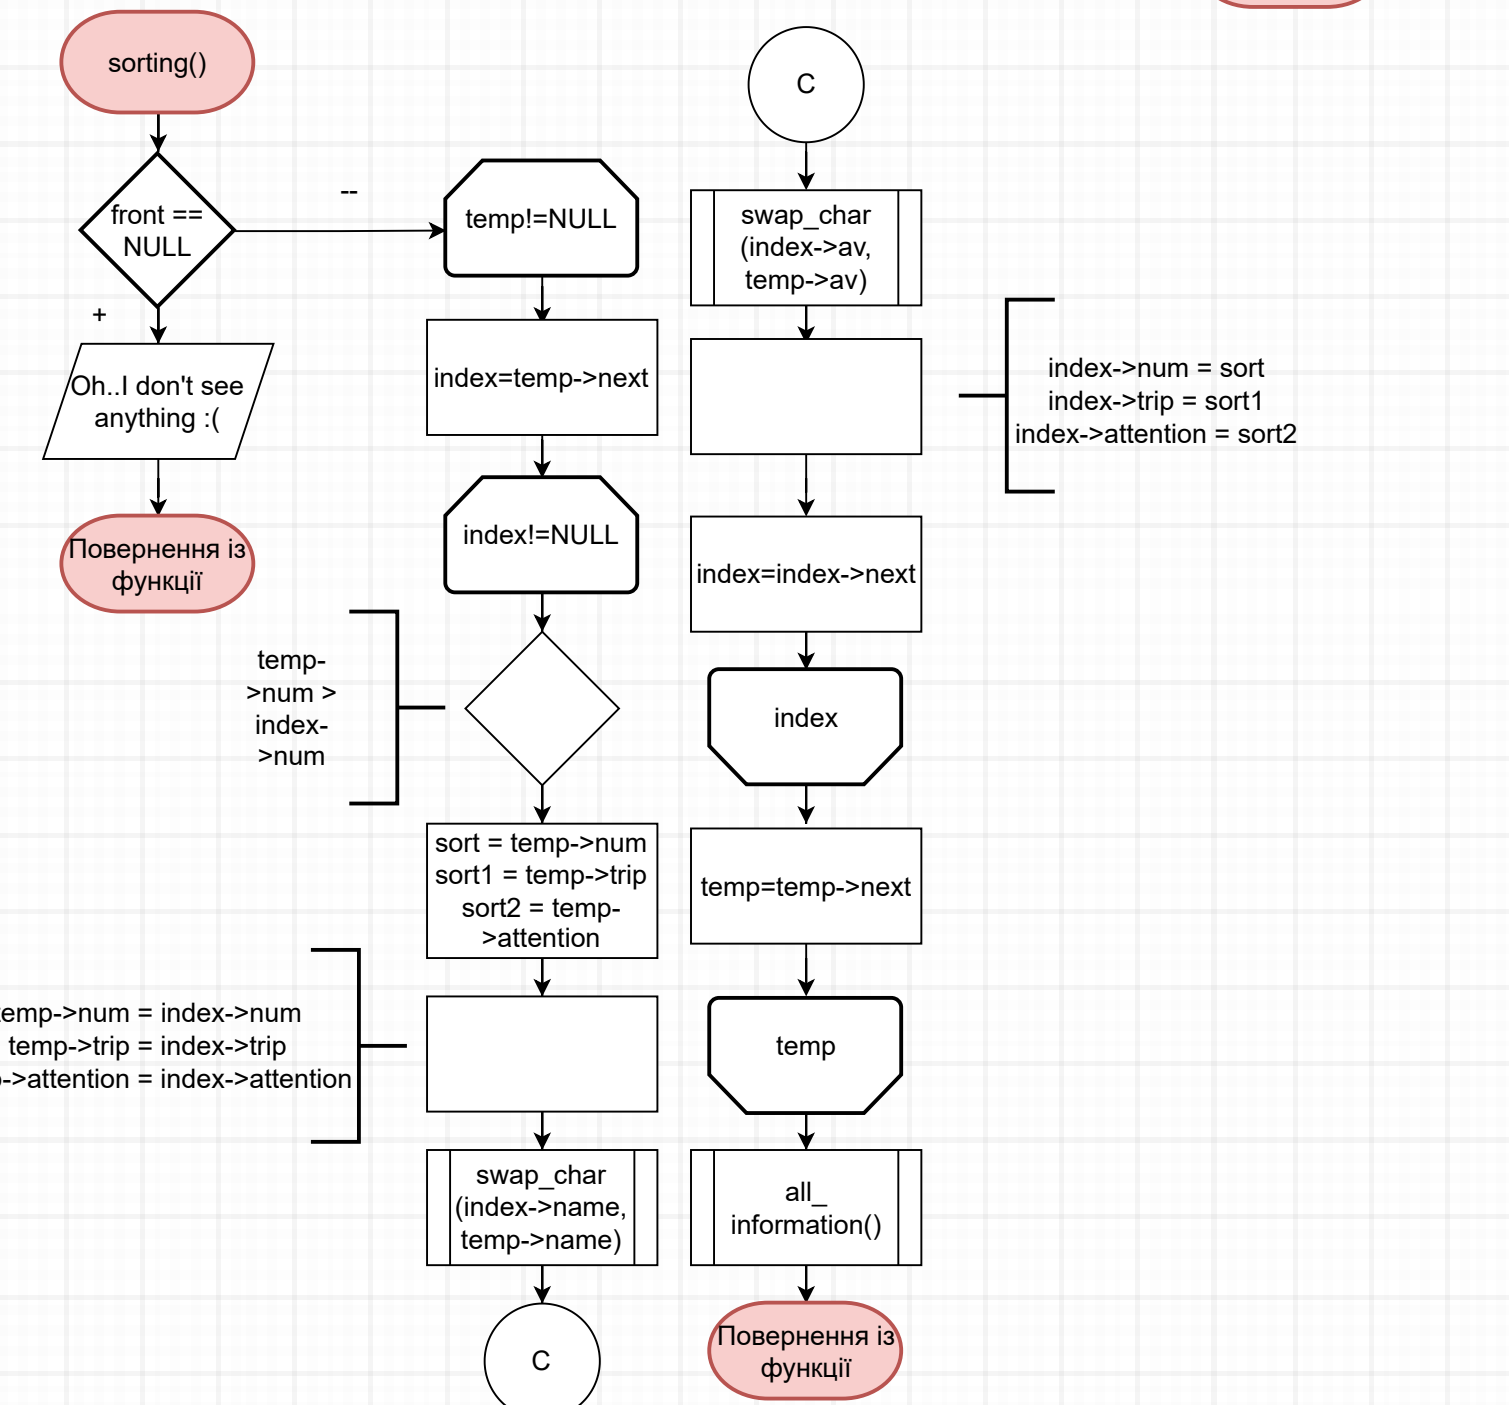 sorting()
front ==
NULL
--
+
Oh..I don't see
anything :(
Повернення із
функції
temp!=NULL
index=temp->next
index!=NULL
temp-
>num >
index-
>num
sort = temp->num
sort1 = temp->trip
sort2 = temp-
>attention
temp->num = index->num
temp->trip = index->trip
->attention = index->attention
swap_char
(index->name,
temp->name)
C
C
swap_char
(index->av,
temp->av)
index->num = sort
index->trip = sort1
index->attention = sort2
index=index->next
index
temp=temp->next
temp
all_
information()
Повернення із
функції